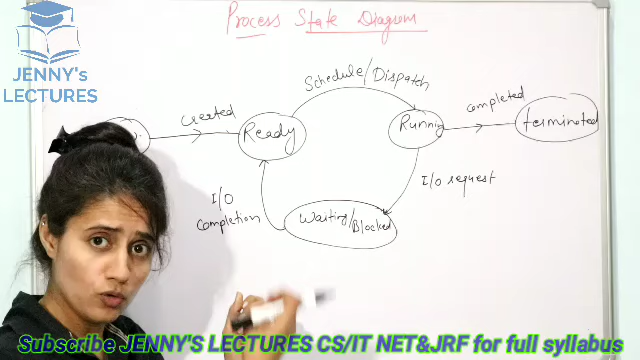 Process State Diagram
JENNY's
LECTURES
Schedule/Dispatch
created
completed
Ready
Running
terminated
I/O request
I/O
completion
Waiting/Blocked
Subscribe JENNY'S LECTURES CS/IT NET&JRF for full syllabus